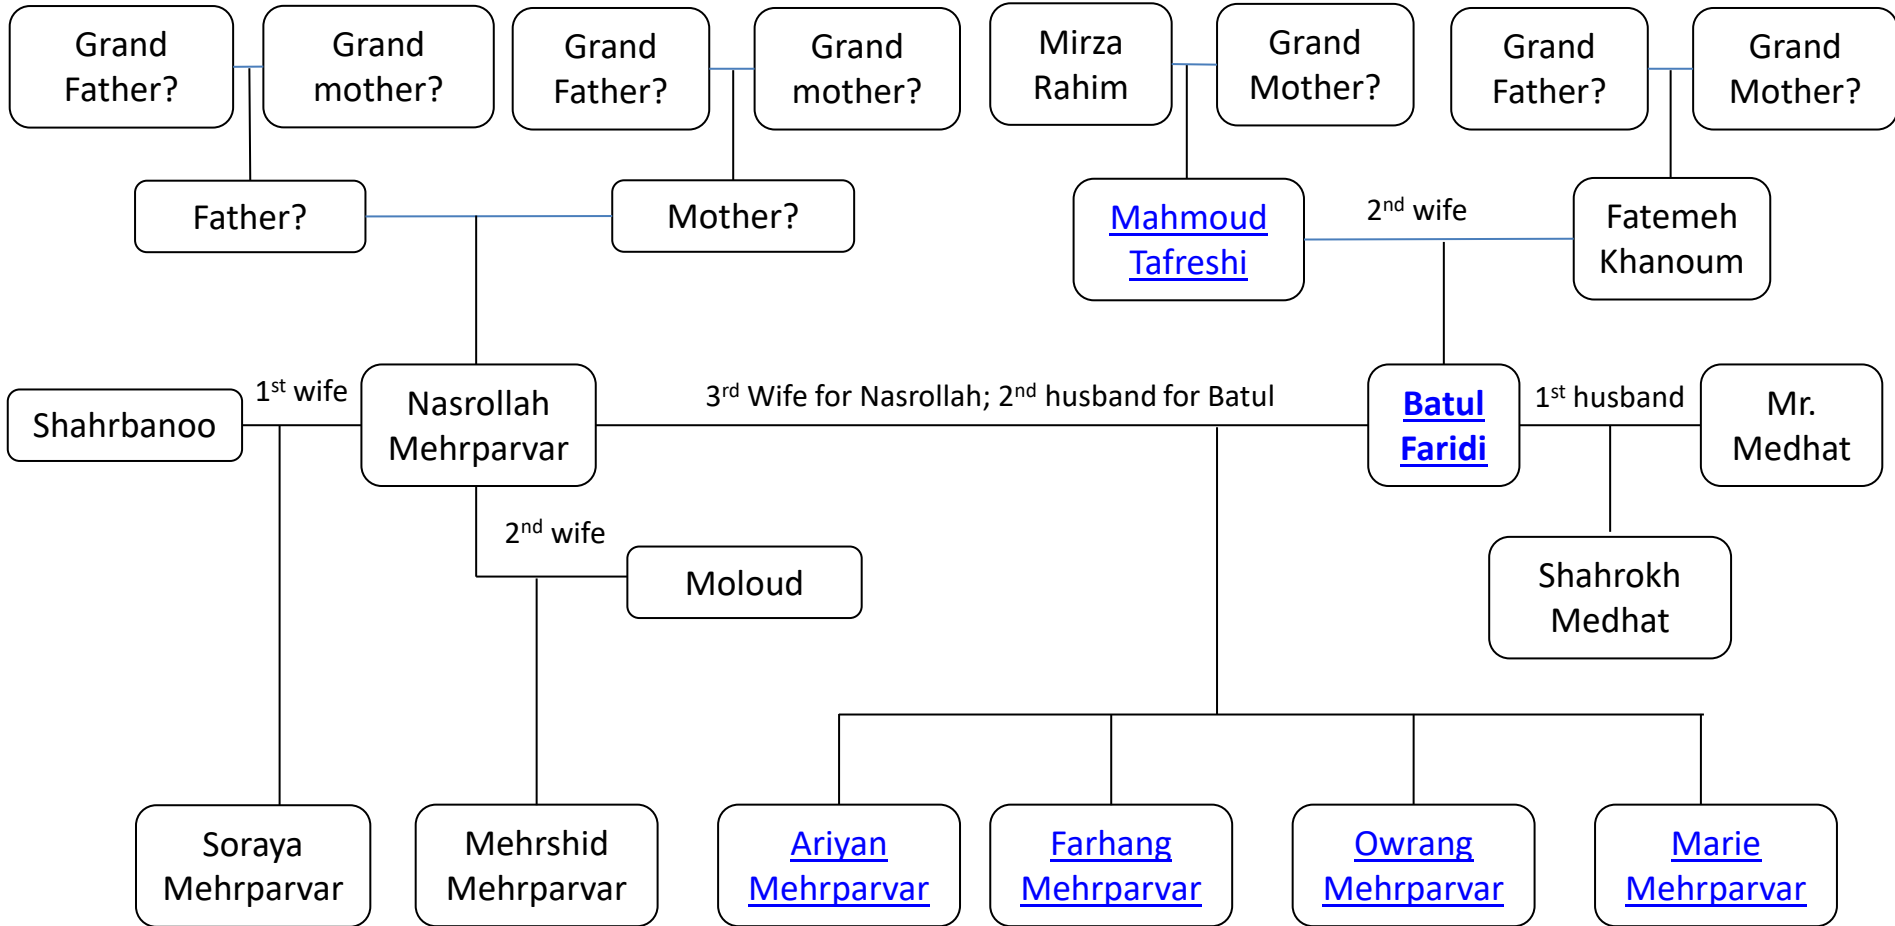 Grand
Father?
Grand
mother?
Grand
Father?
Grand
mother?
Mirza
Rahim
Grand
Mother?
Grand
Father?
Grand
Mother?
Father?
Mother?
Mahmoud
Tafreshi
2nd wife
Fatemeh
Khanoum
Shahrbanoo
1st wife
Nasrollah
Mehrparvar
3rd Wife for Nasrollah; 2nd husband for Batul
Batul
Faridi
1st husband
Mr.
Medhat
2nd wife
Moloud
Shahrokh
Medhat
Soraya
Mehrparvar
Mehrshid
Mehrparvar
Ariyan
Mehrparvar
Farhang
Mehrparvar
Owrang
Mehrparvar
Marie
Mehrparvar